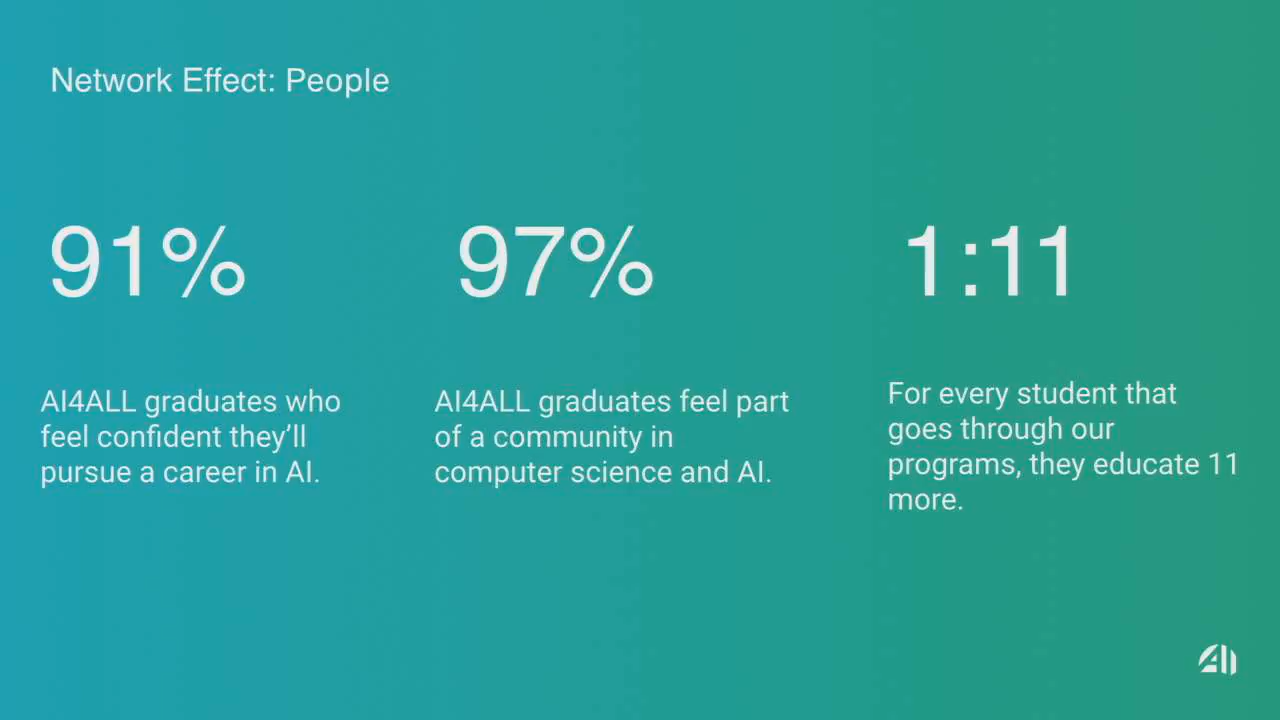 Network Effect: People
91%
97%
1:11
AI4ALL graduates who
feel confident they’ll
pursue a career in AI.
AI4ALL graduates feel part
of a community in
computer science and AI.
For every student that
goes through our
programs, they educate 11
more.
AI